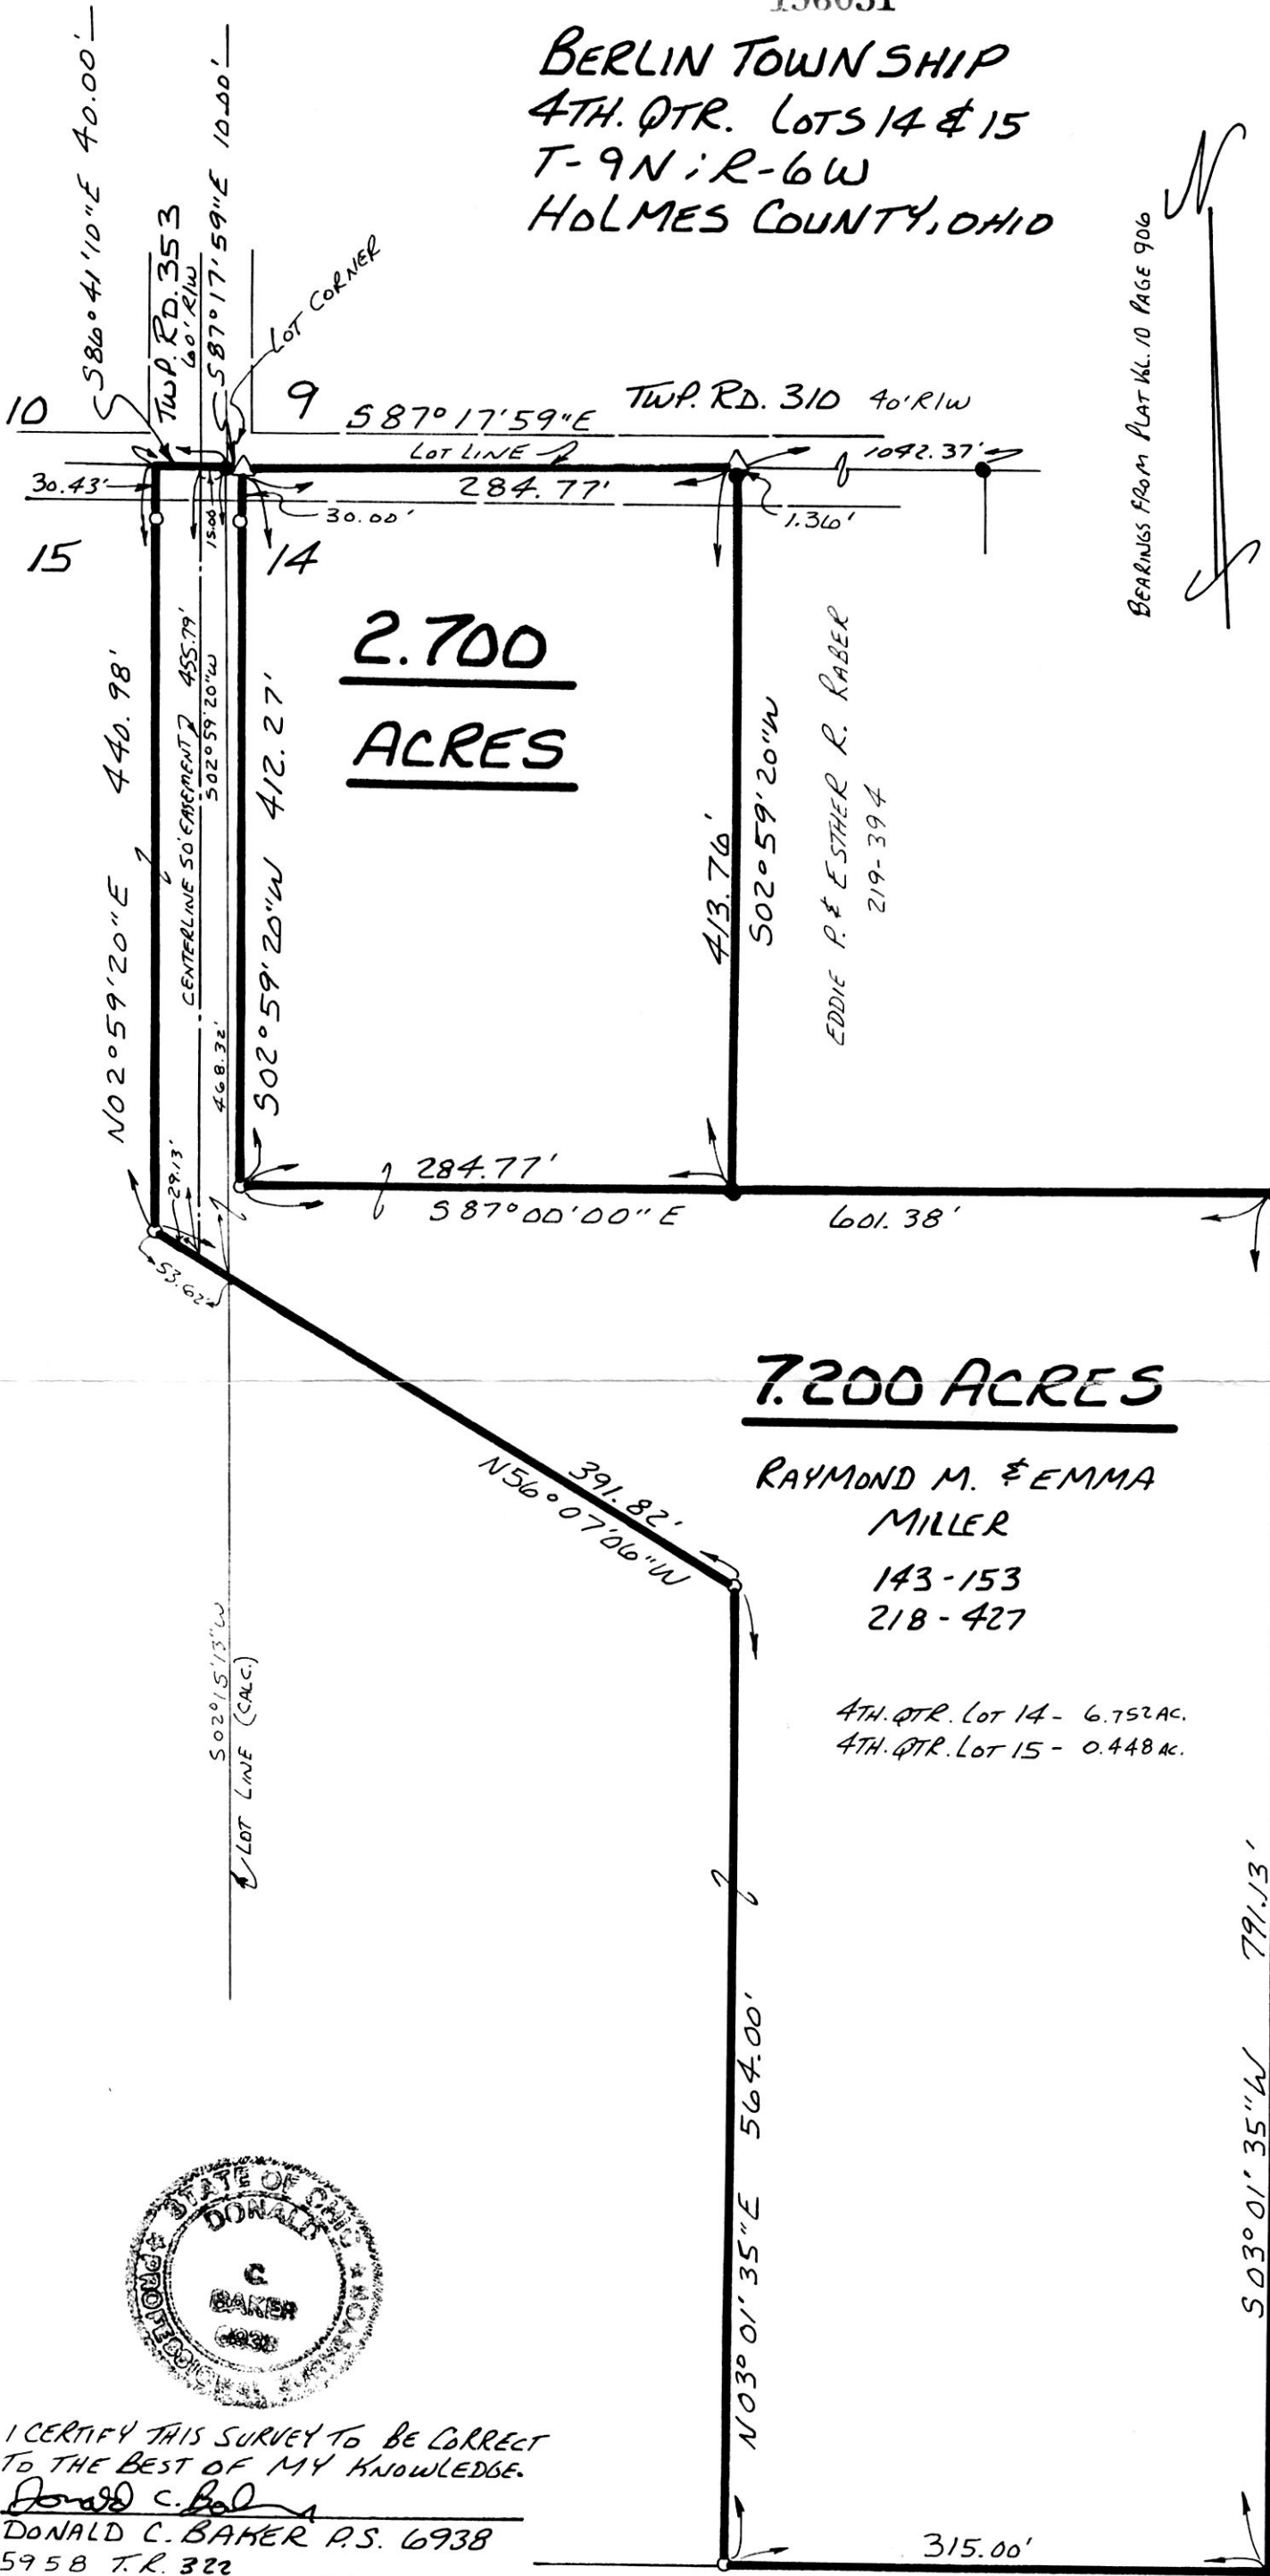 BERLIN TOWNSHIP
4TH. QTR. LOTS 14 & 15
T-9N; R-6W
HOLMES COUNTY, OHIO
S86°41'10"E 40.00'
TWP. RD. 353
60' R/W
S87°17'59"E 10.00'
LOT CORNER
BEARINGS FROM PLAT VOL. 10 PAGE 906
N
S
10
9
S87°17'59"E
TWP. RD. 310 40' R/W
LOT LINE
1042.37'
30.43'
284.77'
30.00'
15.00
1.36'
15
14
2.700
ACRES
N02°59'20"E 440.98'
CENTERLINE 50' EASEMENT 455.79'
S02°59'20"W
468.32'
S02°59'20"W 412.27'
413.76'
S02°59'20"W
EDDIE P. & ESTHER R. RABER
219-394
29.13'
53.62'
284.77'
S87°00'00"E
601.38'
7.200 ACRES
RAYMOND M. & EMMA
MILLER
143-153
218-427
391.82'
N56°07'06"W
4TH. QTR. LOT 14 - 6.752 AC.
4TH. QTR. LOT 15 - 0.448 AC.
S02°15'13"W
LOT LINE (CALC.)
N03°01'35"E 564.00'
S03°01'35"W 791.13'
STATE OF OHIO
DONALD
C.
BAKER
6938
I CERTIFY THIS SURVEY TO BE CORRECT
TO THE BEST OF MY KNOWLEDGE.
Donald C. Baker
DONALD C. BAKER P.S. 6938
5958 T.R. 322
315.00'